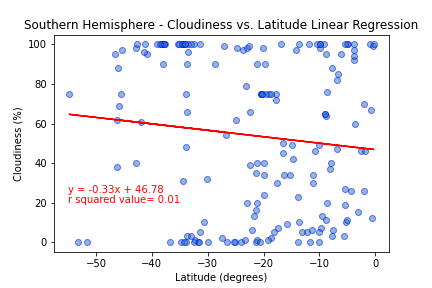 Southern Hemisphere - Cloudiness vs. Latitude Linear Regression
100
80
60
40
20
0
Cloudiness (%)
y = -0.33x + 46.78
r squared value= 0.01
−50
−40
−30
−20
−10
0
Latitude (degrees)